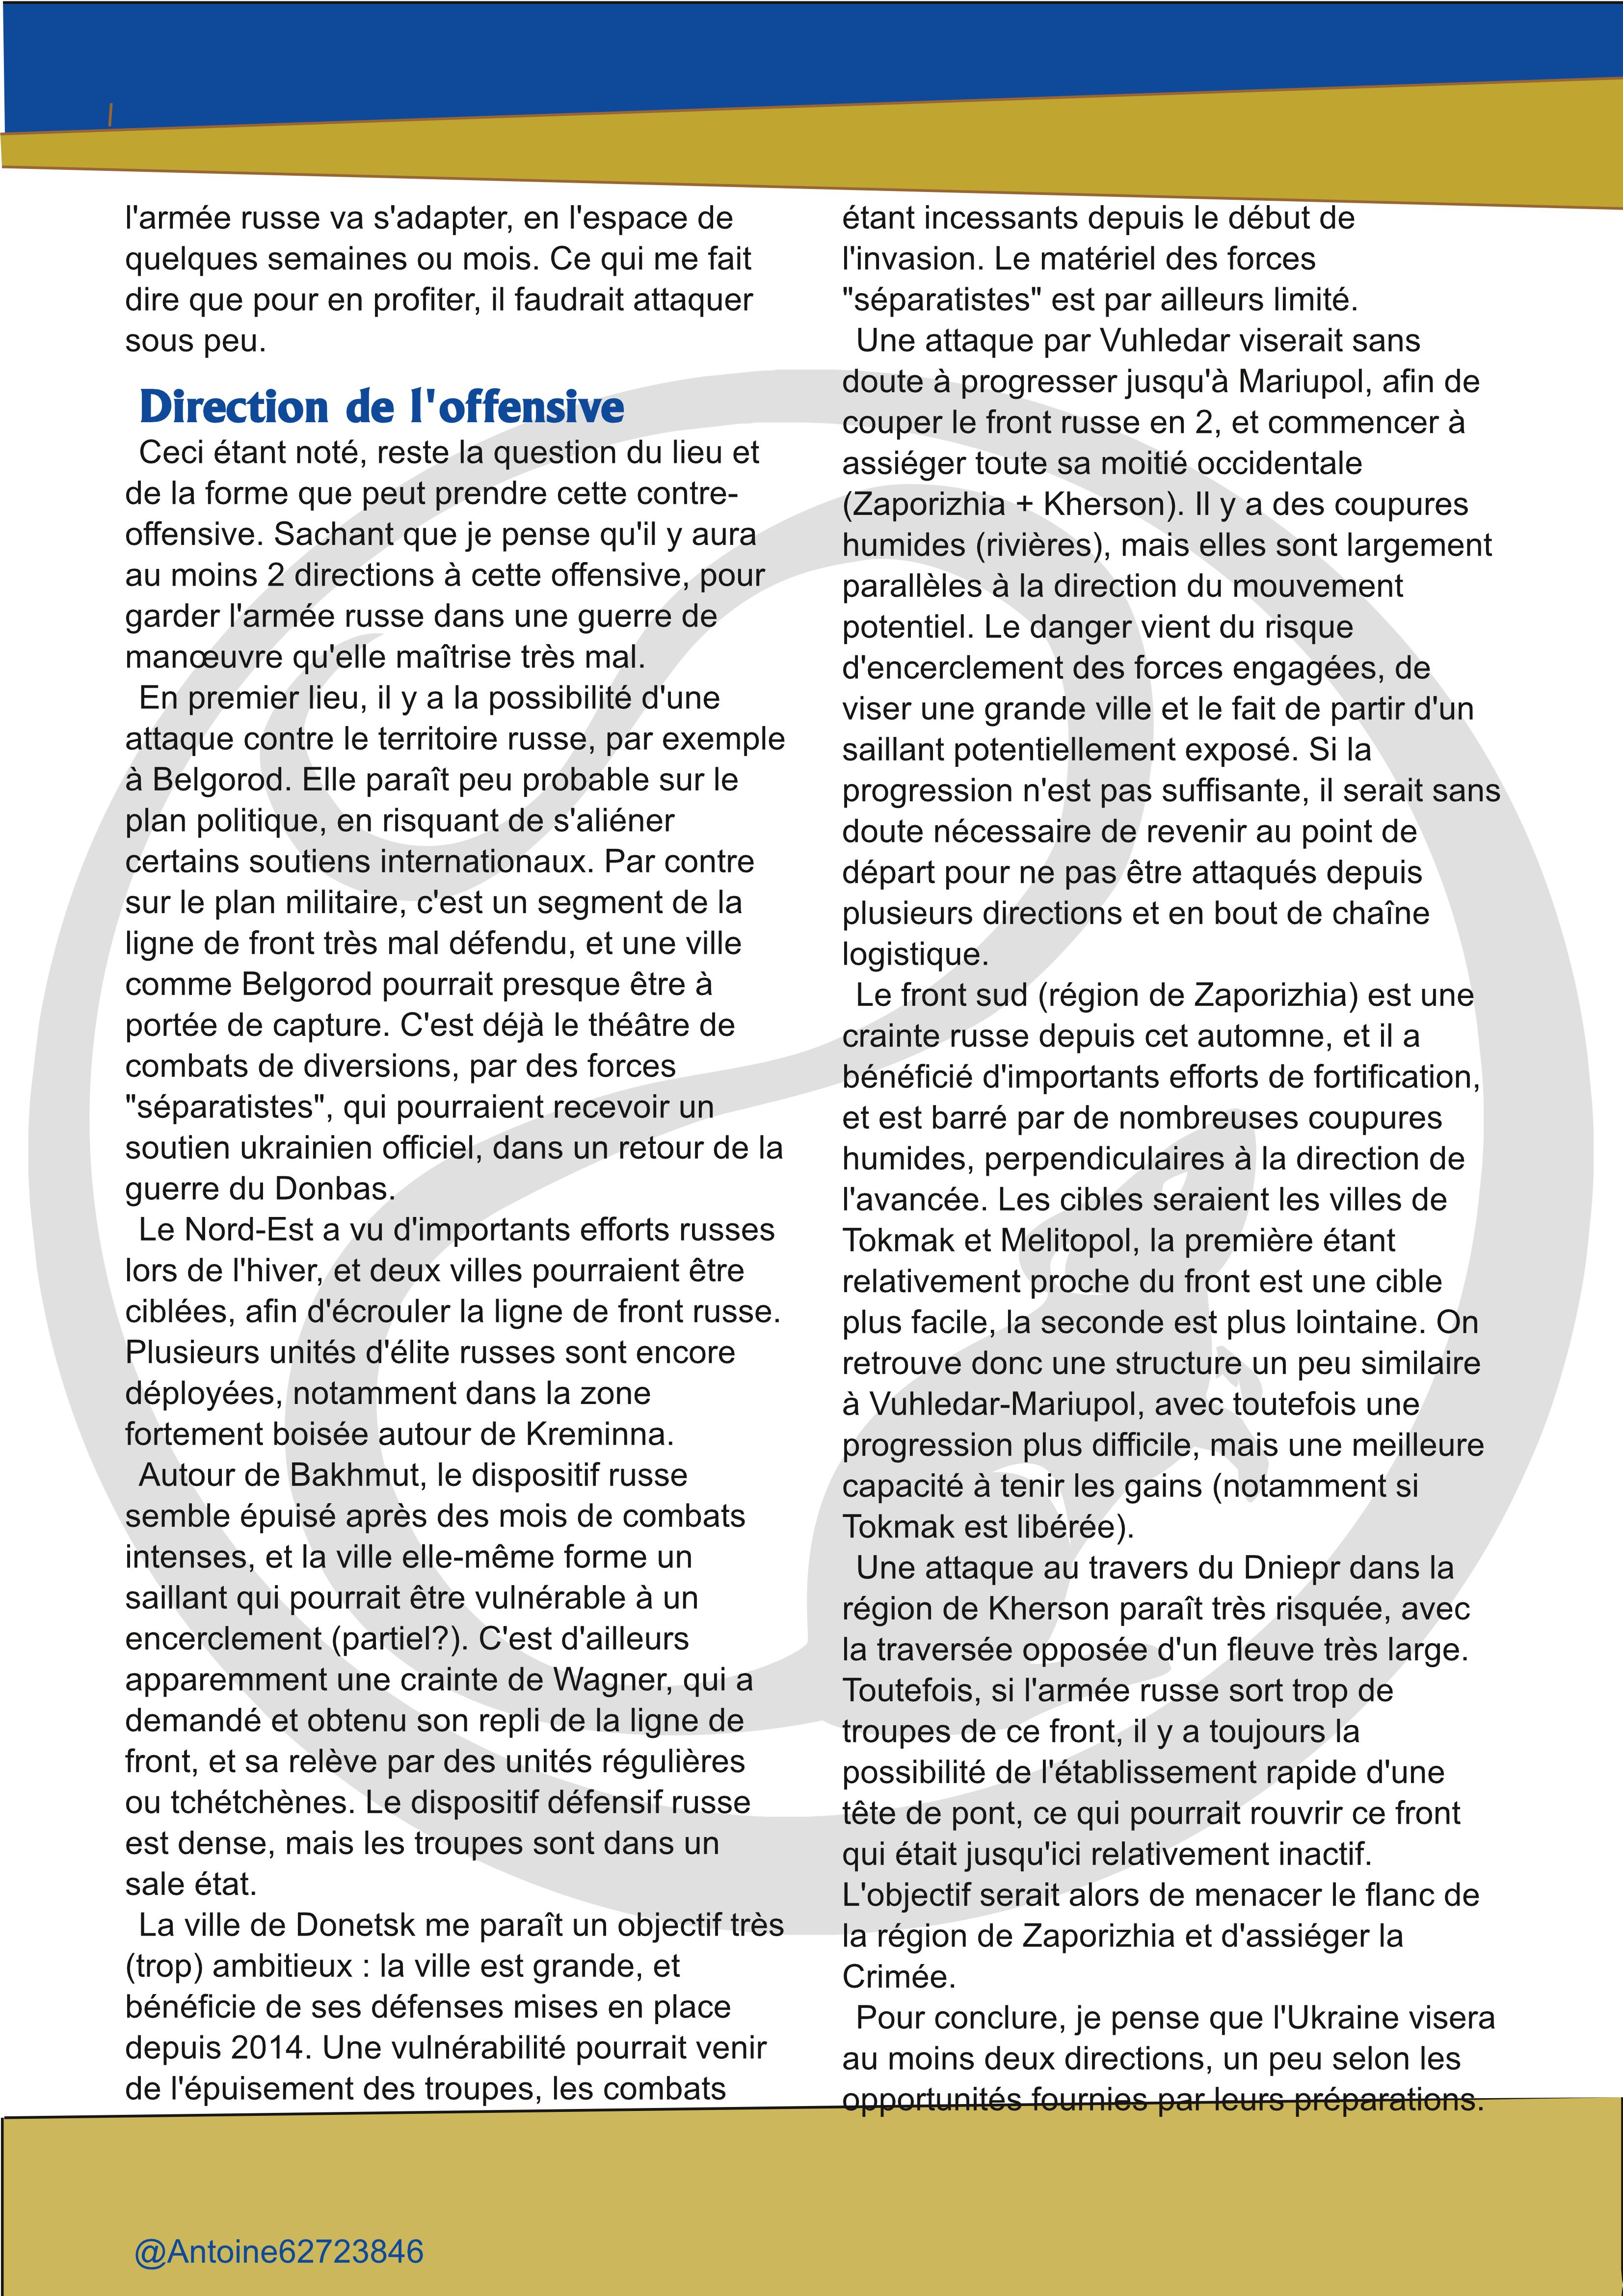 l'armée russe va s'adapter, en l'espace de
quelques semaines ou mois. Ce qui me fait
dire que pour en profiter, il faudrait attaquer
sous peu.
Direction de l'offensive
Ceci étant noté, reste la question du lieu et
de la forme que peut prendre cette contre-
offensive. Sachant que je pense qu'il y aura
au moins 2 directions à cette offensive, pour
garder l'armée russe dans une guerre de
manœuvre qu'elle maîtrise très mal.
En premier lieu, il y a la possibilité d'une
attaque contre le territoire russe, par exemple
à Belgorod. Elle paraît peu probable sur le
plan politique, en risquant de s'aliéner
certains soutiens internationaux. Par contre
sur le plan militaire, c'est un segment de la
ligne de front très mal défendu, et une ville
comme Belgorod pourrait presque être à
portée de capture. C'est déjà le théâtre de
combats de diversions, par des forces
"séparatistes", qui pourraient recevoir un
soutien ukrainien officiel, dans un retour de la
guerre du Donbas.
Le Nord-Est a vu d'importants efforts russes
lors de l'hiver, et deux villes pourraient être
ciblées, afin d'écrouler la ligne de front russe.
Plusieurs unités d'élite russes sont encore
déployées, notamment dans la zone
fortement boisée autour de Kreminna.
Autour de Bakhmut, le dispositif russe
semble épuisé après des mois de combats
intenses, et la ville elle-même forme un
saillant qui pourrait être vulnérable à un
encerclement (partiel?). C'est d'ailleurs
apparemment une crainte de Wagner, qui a
demandé et obtenu son repli de la ligne de
front, et sa relève par des unités régulières
ou tchétchènes. Le dispositif défensif russe
est dense, mais les troupes sont dans un
sale état.
La ville de Donetsk me paraît un objectif très
(trop) ambitieux : la ville est grande, et
bénéficie de ses défenses mises en place
depuis 2014. Une vulnérabilité pourrait venir
de l'épuisement des troupes, les combats
étant incessants depuis le début de
l'invasion. Le matériel des forces
"séparatistes" est par ailleurs limité.
Une attaque par Vuhledar viserait sans
doute à progresser jusqu'à Mariupol, afin de
couper le front russe en 2, et commencer à
assiéger toute sa moitié occidentale
(Zaporizhia + Kherson). Il y a des coupures
humides (rivières), mais elles sont largement
parallèles à la direction du mouvement
potentiel. Le danger vient du risque
d'encerclement des forces engagées, de
viser une grande ville et le fait de partir d'un
saillant potentiellement exposé. Si la
progression n'est pas suffisante, il serait sans
doute nécessaire de revenir au point de
départ pour ne pas être attaqués depuis
plusieurs directions et en bout de chaîne
logistique.
Le front sud (région de Zaporizhia) est une
crainte russe depuis cet automne, et il a
bénéficié d'importants efforts de fortification,
et est barré par de nombreuses coupures
humides, perpendiculaires à la direction de
l'avancée. Les cibles seraient les villes de
Tokmak et Melitopol, la première étant
relativement proche du front est une cible
plus facile, la seconde est plus lointaine. On
retrouve donc une structure un peu similaire
à Vuhledar-Mariupol, avec toutefois une
progression plus difficile, mais une meilleure
capacité à tenir les gains (notamment si
Tokmak est libérée).
Une attaque au travers du Dniepr dans la
région de Kherson paraît très risquée, avec
la traversée opposée d'un fleuve très large.
Toutefois, si l'armée russe sort trop de
troupes de ce front, il y a toujours la
possibilité de l'établissement rapide d'une
tête de pont, ce qui pourrait rouvrir ce front
qui était jusqu'ici relativement inactif.
L'objectif serait alors de menacer le flanc de
la région de Zaporizhia et d'assiéger la
Crimée.
Pour conclure, je pense que l'Ukraine visera
au moins deux directions, un peu selon les
opportunités fournies par leurs préparations.
@Antoine62723846